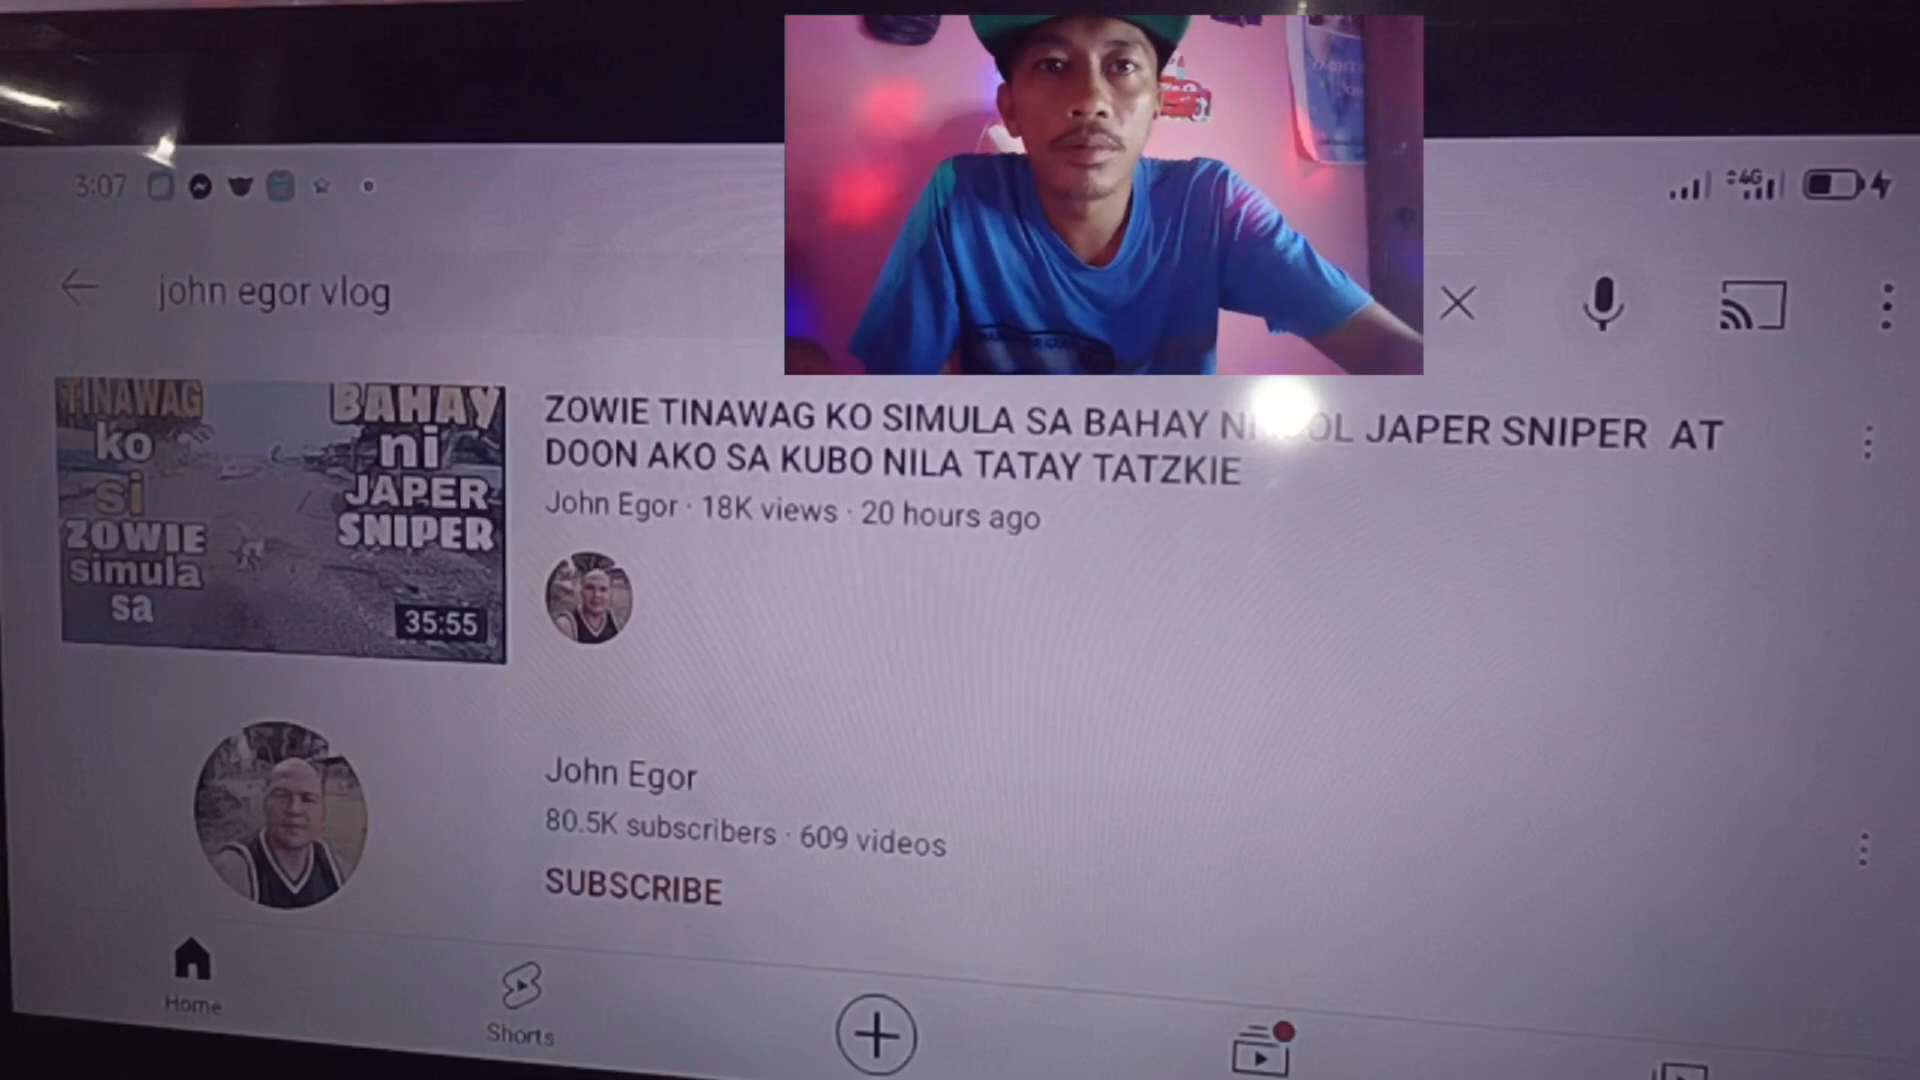 3:07
4G
john egor vlog
TINAWAG
ko
si
ZOWIE
simula
sa
BAHAY
ni
JAPER
SNIPER
35:55
ZOWIE TINAWAG KO SIMULA SA BAHAY JAPER SNIPER AT
DOON AKO SA KUBO NILA TATAY TATZKIE
John Egor · 18K views · 20 hours ago
John Egor
80.5K subscribers · 609 videos
SUBSCRIBE
Home
Shorts